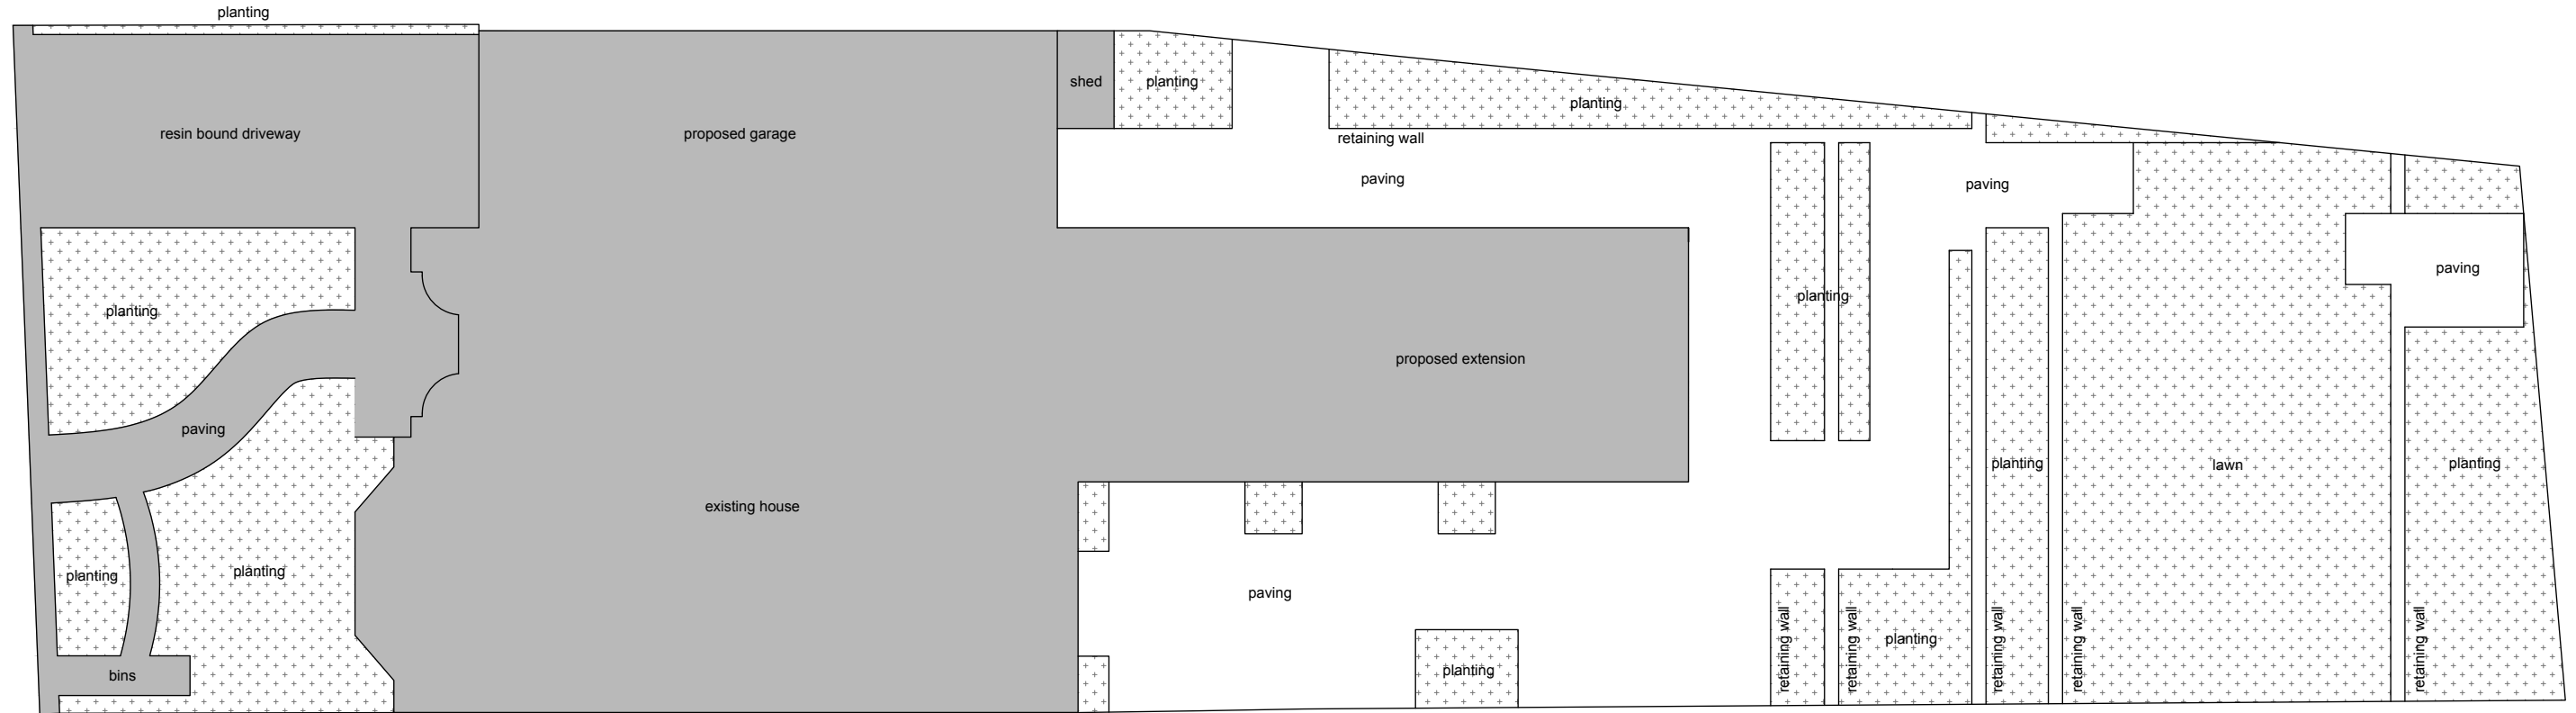 planting
resin bound driveway
proposed garage
shed
planting
planting
retaining wall
paving
paving
planting
planting
paving
proposed extension
paving
existing house
planting
lawn
planting
planting
planting
paving
retaining wall
retaining wall
planting
retaining wall
retaining wall
retaining wall
bins
planting